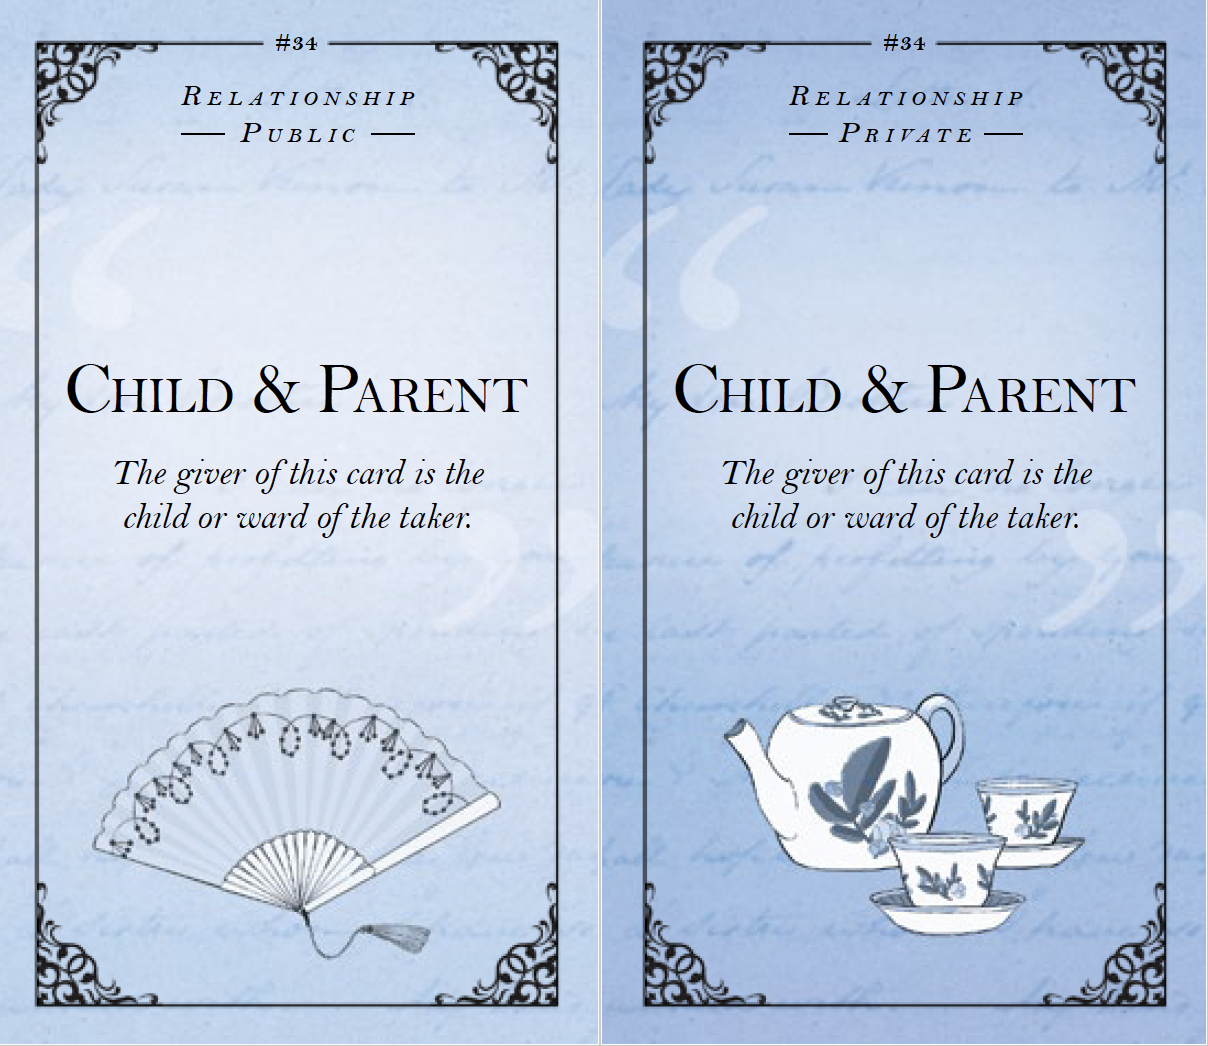 #34
RELATIONSHIP
PUBLIC
CHILD & PARENT
The giver of this card is the
child or ward of the taker.
#34
RELATIONSHIP
PRIVATE
CHILD & PARENT
The giver of this card is the
child or ward of the taker.